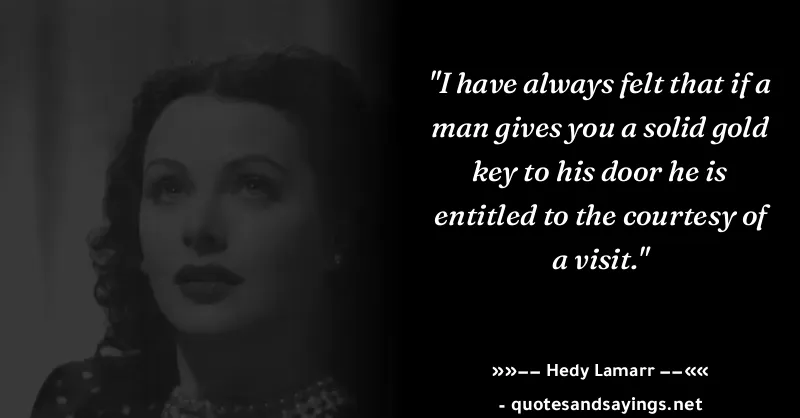 "I have always felt that if a
man gives you a solid gold
key to his door he is
entitled to the courtesy of
a visit."
»»−− Hedy Lamarr −−««
- quotesandsayings.net